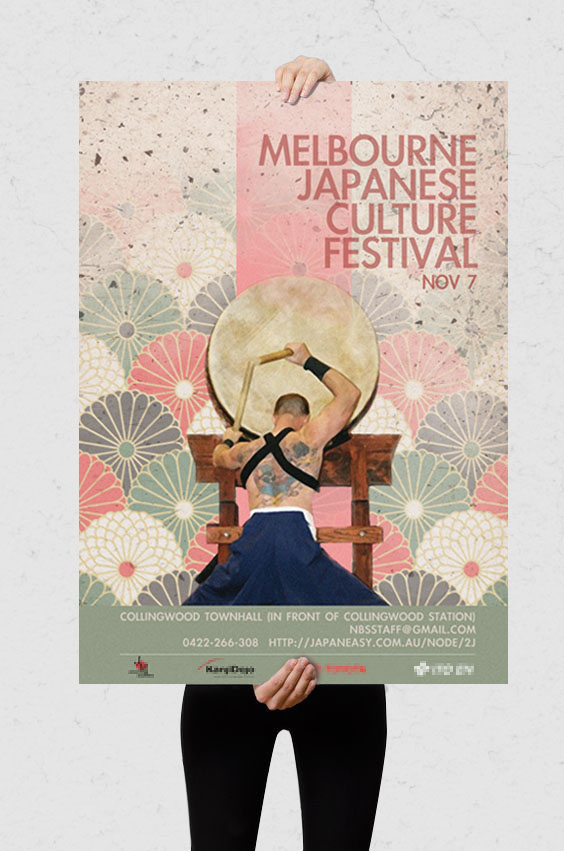 MELBOURNE
JAPANESE
CULTURE
FESTIVAL
NOV 7
COLLINGWOOD TOWNHALL (IN FRONT OF COLLINGWOOD STATION)
NBSSTAFF@GMAIL.COM
0422-266-308 HTTP://JAPANEASY.COM.AU/NODE/2J
KanjiDojo